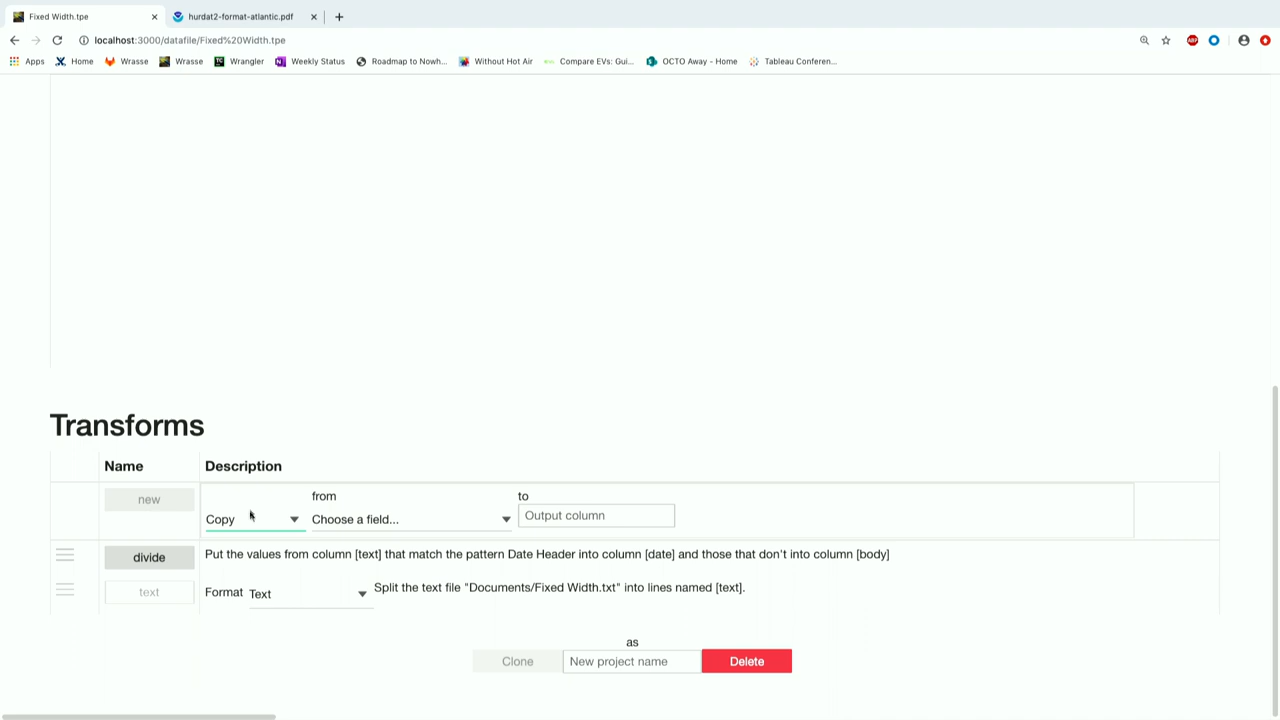 Fixed Width.tpe
hurdat2-format-atlantic.pdf
localhost:3000/datafile/Fixed%20Width.tpe
ABP
Apps
Home
Wrasse
Wrasse
Wrangler
Weekly Status
Roadmap to Nowh...
Without Hot Air
Compare EVs: Gui...
OCTO Away - Home
Tableau Conferen...
Transforms
Name Description
new
from
to
Copy
Choose a field...
Output column
divide
Put the values from column [text] that match the pattern Date Header into column [date] and those that don't into column [body]
text
Format Text
Split the text file "Documents/Fixed Width.txt" into lines named [text].
as
Clone
New project name
Delete